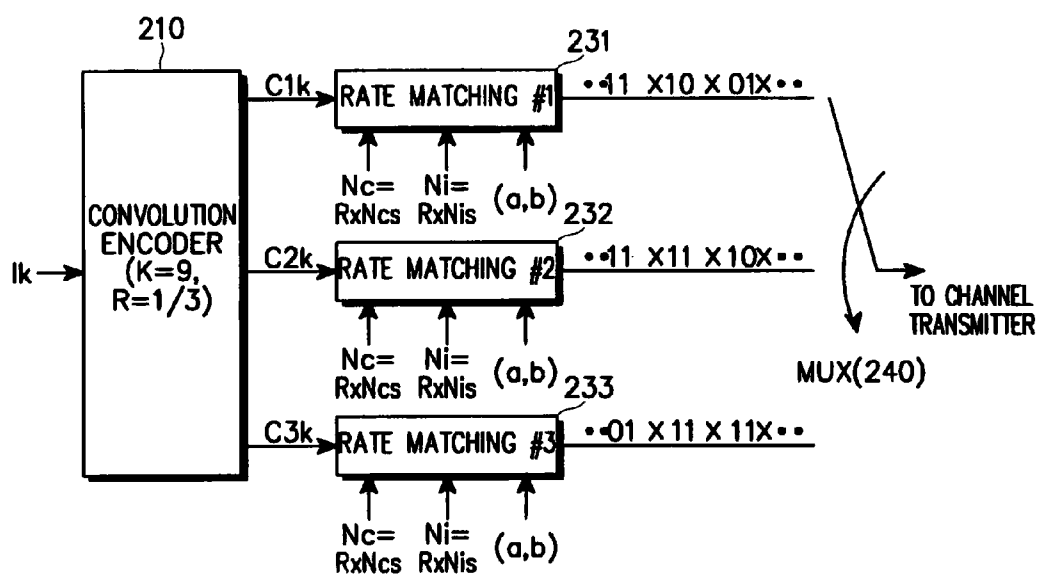 210
231
C1k
RATE MATCHING #1
••11 X10 X 01X••
Nc=
RxNcs
Ni=
RxNis
(a,b)
CONVOLUTION
ENCODER
(K=9,
R=1/3)
Ik
232
C2k
RATE MATCHING #2
••11 X11 X 10X••
TO CHANNEL
TRANSMITTER
Nc=
RxNcs
Ni=
RxNis
(a,b)
MUX(240)
233
C3k
RATE MATCHING #3
••01 X 11 X 11X••
Nc=
RxNcs
Ni=
RxNis
(a,b)